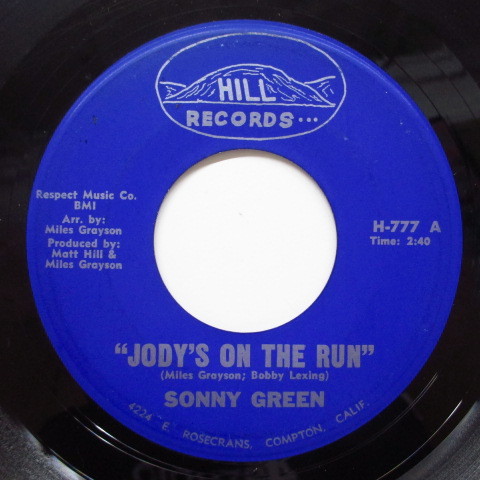 HILL
RECORDS...
Respect Music Co.
BMI
Arr. by:
Miles Grayson
Produced by:
Matt Hill &
Miles Grayson
H-777 A
Time: 2:40
"JODY'S ON THE RUN"
(Miles Grayson; Bobby Lexing)
SONNY GREEN
4224 E. ROSECRANS, COMPTON, CALIF.